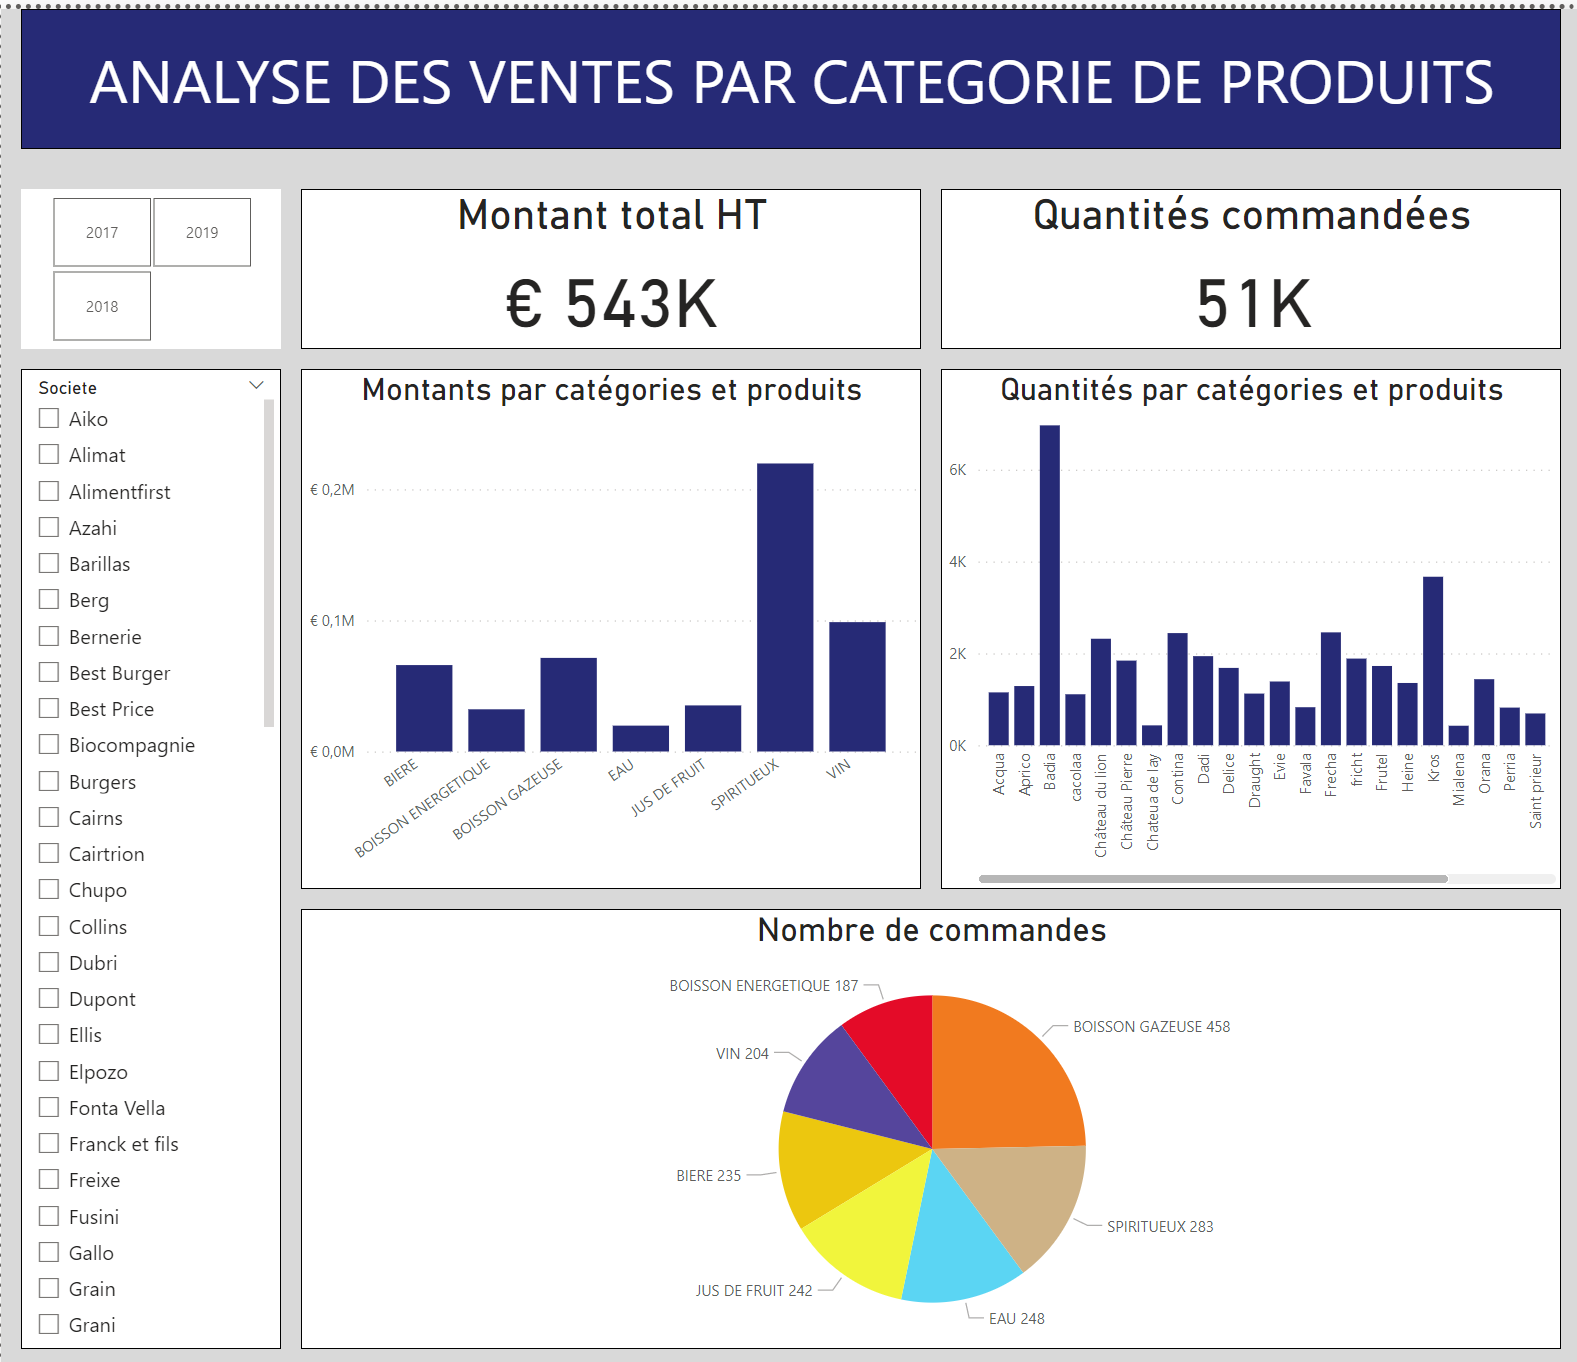 ANALYSE DES VENTES PAR CATEGORIE DE PRODUITS
2017
2019
2018
Montant total HT
€ 543K
Quantités commandées
51K
Societe
Aiko
Alimat
Alimentfirst
Azahi
Barillas
Berg
Bernerie
Best Burger
Best Price
Biocompagnie
Burgers
Cairns
Cairtrion
Chupo
Collins
Dubri
Dupont
Ellis
Elpozo
Fonta Vella
Franck et fils
Freixe
Fusini
Gallo
Grain
Grani
Montants par catégories et produits
€ 0,2M
€ 0,1M
€ 0,0M
BIERE
BOISSON ENERGETIQUE
BOISSON GAZEUSE
EAU
JUS DE FRUIT
SPIRITUEUX
VIN
Quantités par catégories et produits
6K
4K
2K
0K
Acqua
Aprico
Badia
cacolaa
Château du lion
Château Pierre
Chateua de lay
Contina
Dadi
Delice
Draught
Evie
Favala
Frecha
fricht
Frutel
Heine
Kros
Mialena
Orana
Perria
Saint prieur
Nombre de commandes
BOISSON ENERGETIQUE 187
BOISSON GAZEUSE 458
VIN 204
BIERE 235
SPIRITUEUX 283
JUS DE FRUIT 242
EAU 248